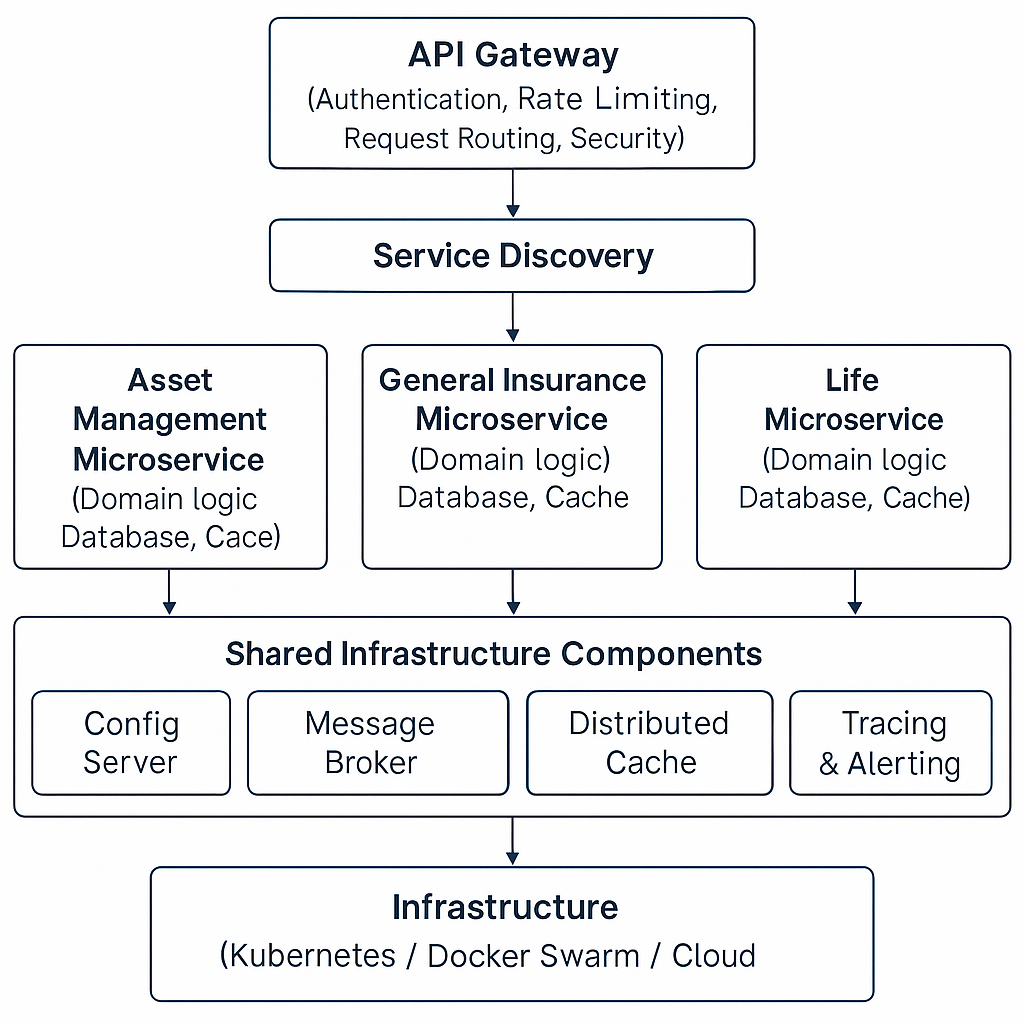 API Gateway
(Authentication, Rate Limiting,
Request Routing, Security)
Service Discovery
Asset
Management
Microservice
(Domain logic
Database, Cace)
General Insurance
Microservice
(Domain logic)
Database, Cache
Life
Microservice
(Domain logic
Database, Cache)
Shared Infrastructure Components
Config
Server
Message
Broker
Distributed
Cache
Tracing
& Alerting
Infrastructure
(Kubernetes / Docker Swarm / Cloud